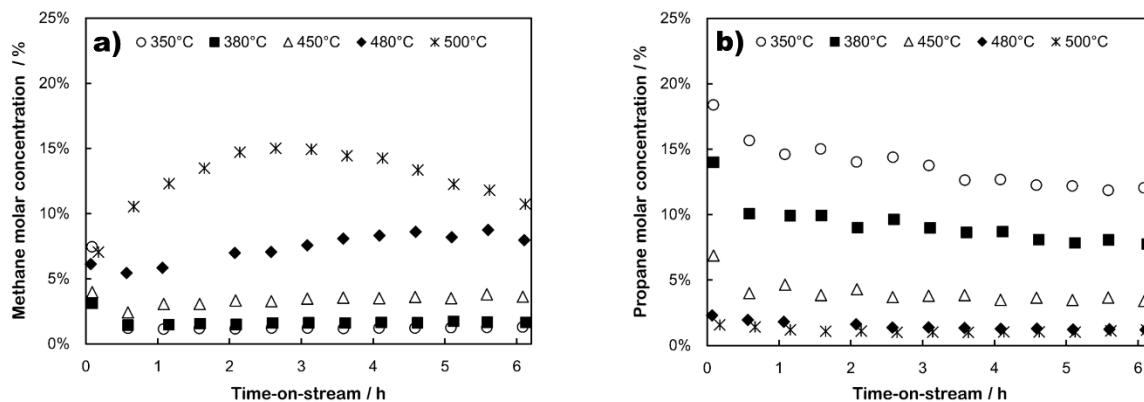 a)
350°C 380°C 450°C 480°C 500°C
Methane molar concentration / %
25%
20%
15%
10%
5%
0%
0 1 2 3 4 5 6
Time-on-stream / h
b)
350°C 380°C 450°C 480°C 500°C
Propane molar concentration / %
25%
20%
15%
10%
5%
0%
0 1 2 3 4 5 6
Time-on-stream / h